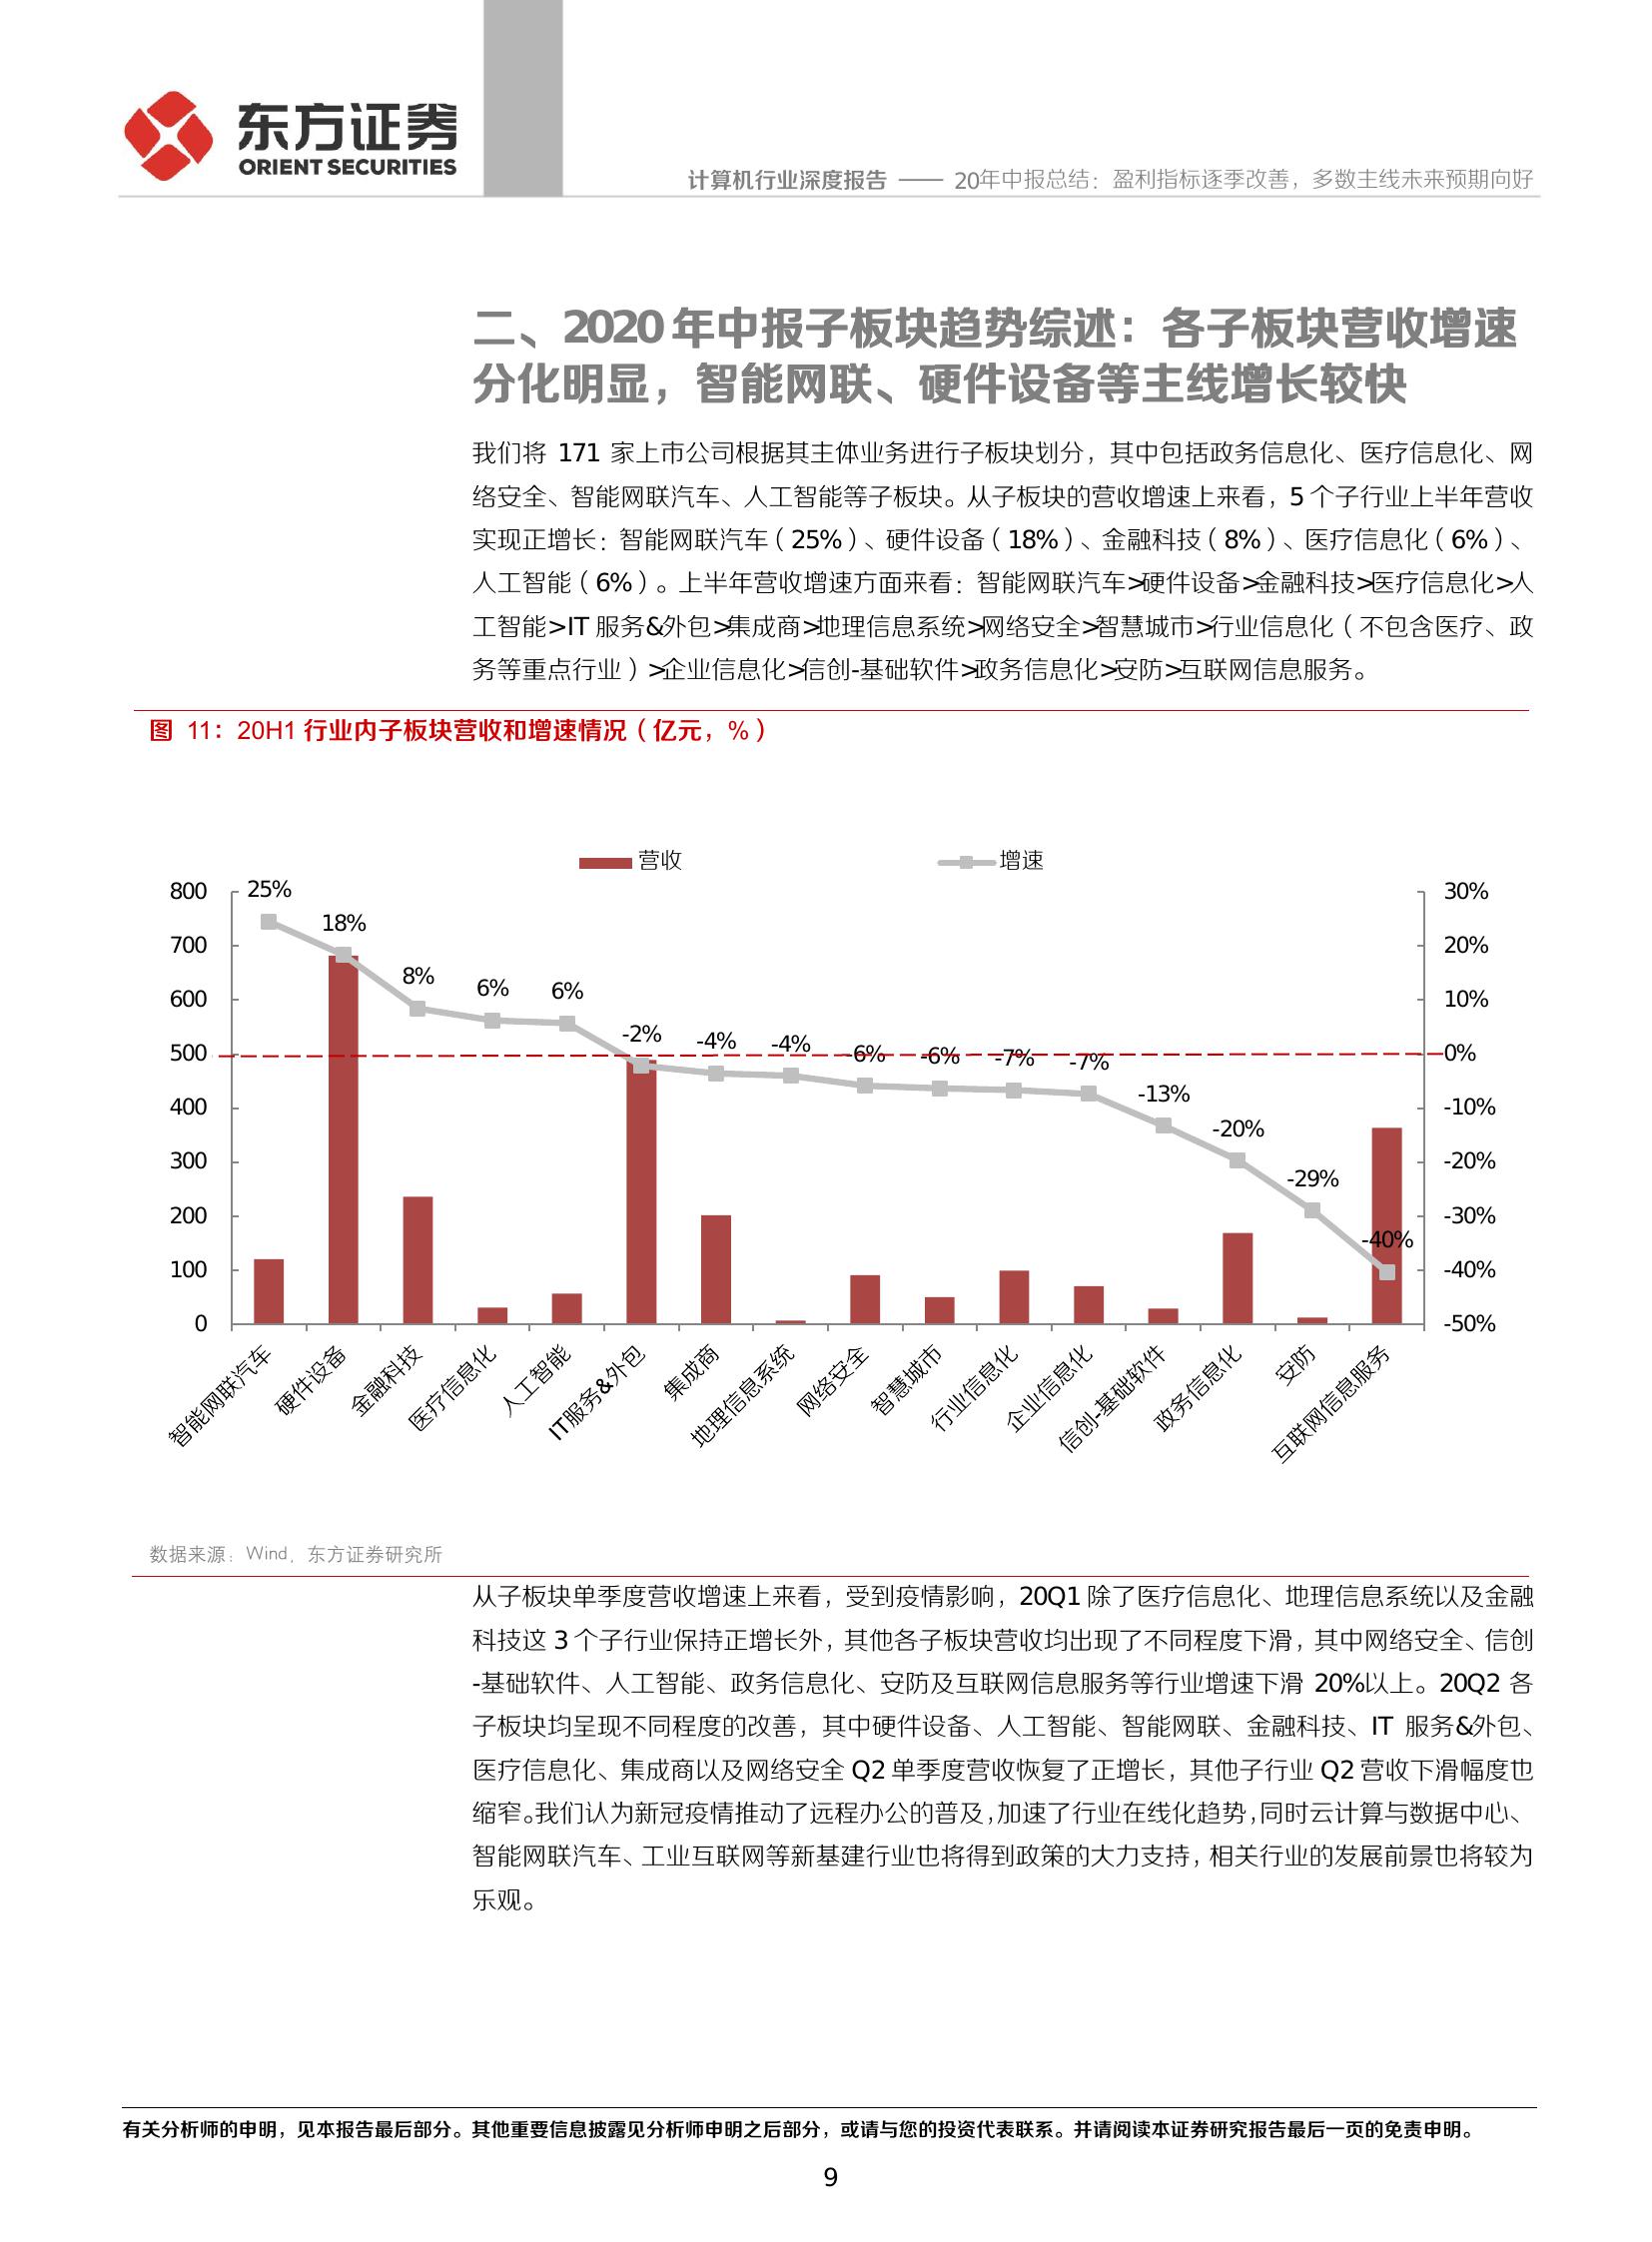 东方证券
ORIENT SECURITIES
计算机行业深度报告 —— 20年中报总结：盈利指标逐季改善，多数主线未来预期向好
二、2020年中报子板块趋势综述：各子板块营收增速
分化明显，智能网联、硬件设备等主线增长较快
我们将 171 家上市公司根据其主体业务进行子板块划分，其中包括政务信息化、医疗信息化、网
络安全、智能网联汽车、人工智能等子板块。从子板块的营收增速上来看，5 个子行业上半年营收
实现正增长：智能网联汽车（25%）、硬件设备（18%）、金融科技（8%）、医疗信息化（6%）、
人工智能（6%）。上半年营收增速方面来看：智能网联汽车>硬件设备>金融科技>医疗信息化>人
工智能>IT 服务&外包>集成商>地理信息系统>网络安全>智慧城市>行业信息化（不包含医疗、政
务等重点行业）>企业信息化>信创-基础软件>政务信息化>安防>互联网信息服务。
图 11：20H1 行业内子板块营收和增速情况（亿元，%）
营收 增速
800
700
600
500
400
300
200
100
0
25%
18%
8%
6%
6%
-2%
-4%
-4%
-6%
-6%
-7%
-7%
-13%
-20%
-29%
-40%
30%
20%
10%
0%
-10%
-20%
-30%
-40%
-50%
智能网联汽车
硬件设备
金融科技
医疗信息化
人工智能
IT服务&外包
集成商
地理信息系统
网络安全
智慧城市
行业信息化
企业信息化
信创-基础软件
政务信息化
安防
互联网信息服务
数据来源：Wind，东方证券研究所
从子板块单季度营收增速上来看，受到疫情影响，20Q1 除了医疗信息化、地理信息系统以及金融
科技这 3 个子行业保持正增长外，其他各子板块营收均出现了不同程度下滑，其中网络安全、信创
-基础软件、人工智能、政务信息化、安防及互联网信息服务等行业增速下滑 20%以上。20Q2 各
子板块均呈现不同程度的改善，其中硬件设备、人工智能、智能网联、金融科技、IT 服务&外包、
医疗信息化、集成商以及网络安全 Q2 单季度营收恢复了正增长，其他子行业 Q2 营收下滑幅度也
缩窄。我们认为新冠疫情推动了远程办公的普及，加速了行业在线化趋势，同时云计算与数据中心、
智能网联汽车、工业互联网等新基建行业也将得到政策的大力支持，相关行业的发展前景也将较为
乐观。
有关分析师的申明，见本报告最后部分。其他重要信息披露见分析师申明之后部分，或请与您的投资代表联系。并请阅读本证券研究报告最后一页的免责申明。
9